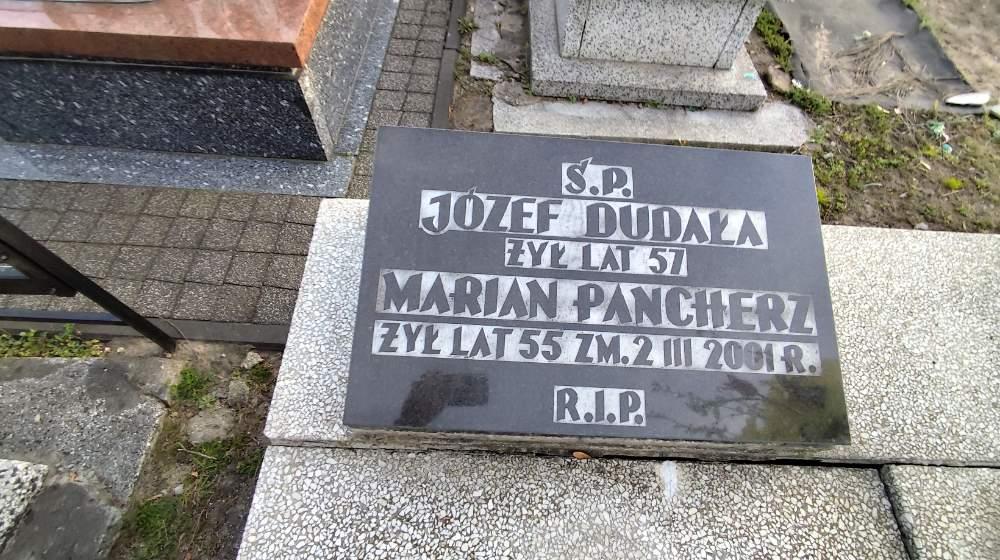 Ś.P.
JÓZEF DUDAŁA
ŻYŁ LAT 57
MARIAN PANCHERZ
ŻYŁ LAT 55 ZM. 2 III 2001 R.
R.I.P.